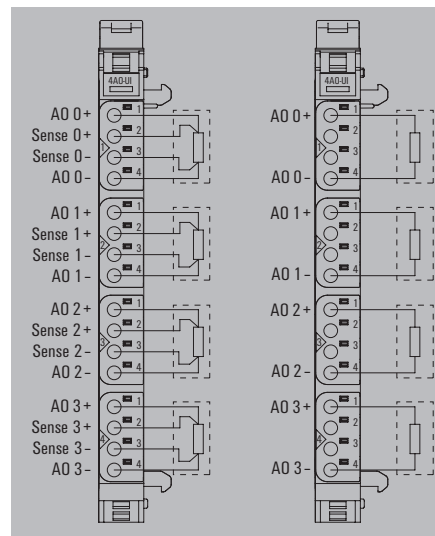 4AO-UI
AO 0+ 1
Sense 0+ 2
Sense 0– 3
AO 0– 4
1
AO 1+ 1
Sense 1+ 2
Sense 1– 3
AO 1– 4
2
AO 2+ 1
Sense 2+ 2
Sense 2– 3
AO 2– 4
3
AO 3+ 1
Sense 3+ 2
Sense 3– 3
AO 3– 4
4
4AO-UI
AO 0+ 1
2
3
AO 0– 4
1
AO 1+ 1
2
3
AO 1– 4
2
AO 2+ 1
2
3
AO 2– 4
3
AO 3+ 1
2
3
AO 3– 4
4